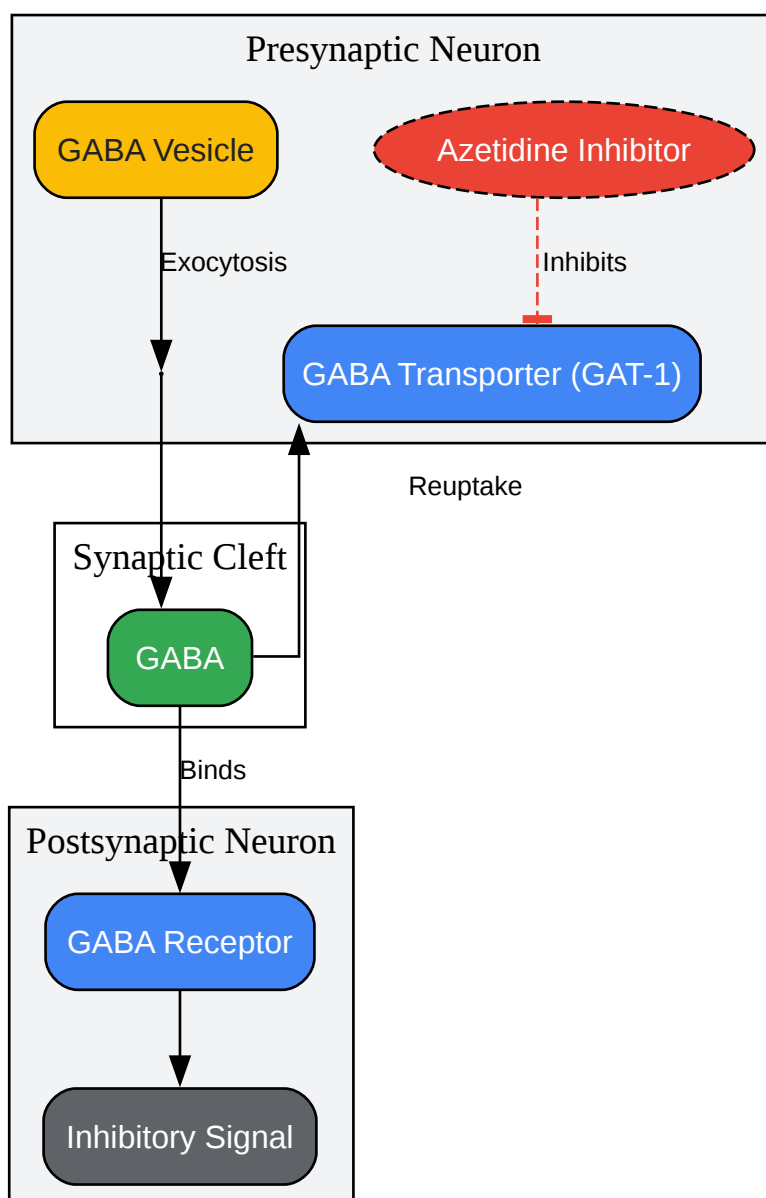 Presynaptic Neuron
GABA Vesicle
Azetidine Inhibitor
Exocytosis
Inhibits
GABA Transporter (GAT-1)
Reuptake
Synaptic Cleft
GABA
Binds
Postsynaptic Neuron
GABA Receptor
Inhibitory Signal